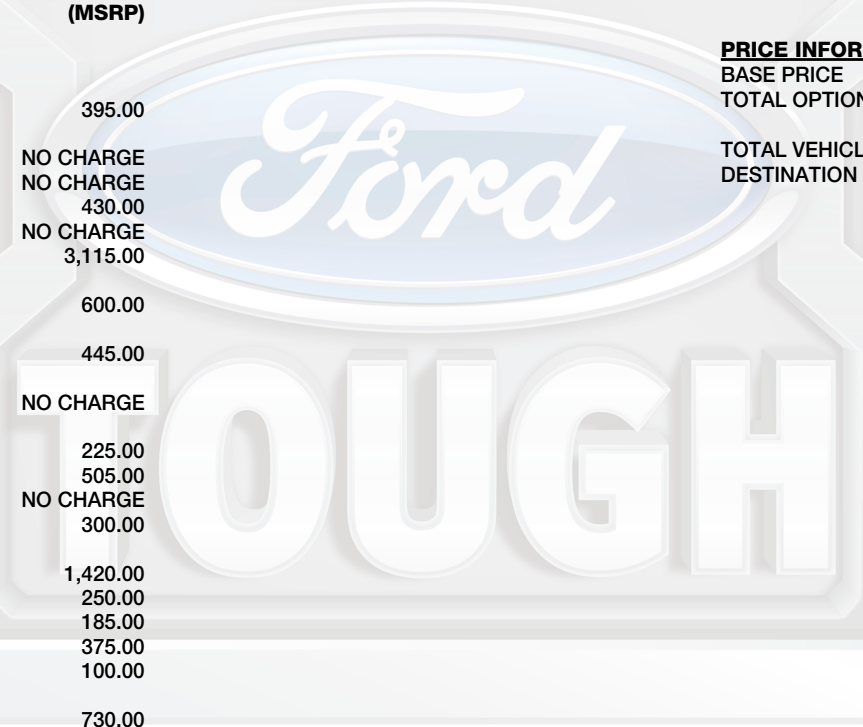 (MSRP)
395.00
NO CHARGE
NO CHARGE
430.00
NO CHARGE
3,115.00
600.00
445.00
NO CHARGE
225.00
505.00
NO CHARGE
300.00
1,420.00
250.00
185.00
375.00
100.00
730.00
PRICE INFOR
BASE PRICE
TOTAL OPTION
TOTAL VEHICL
DESTINATION
Ford
TOUGH